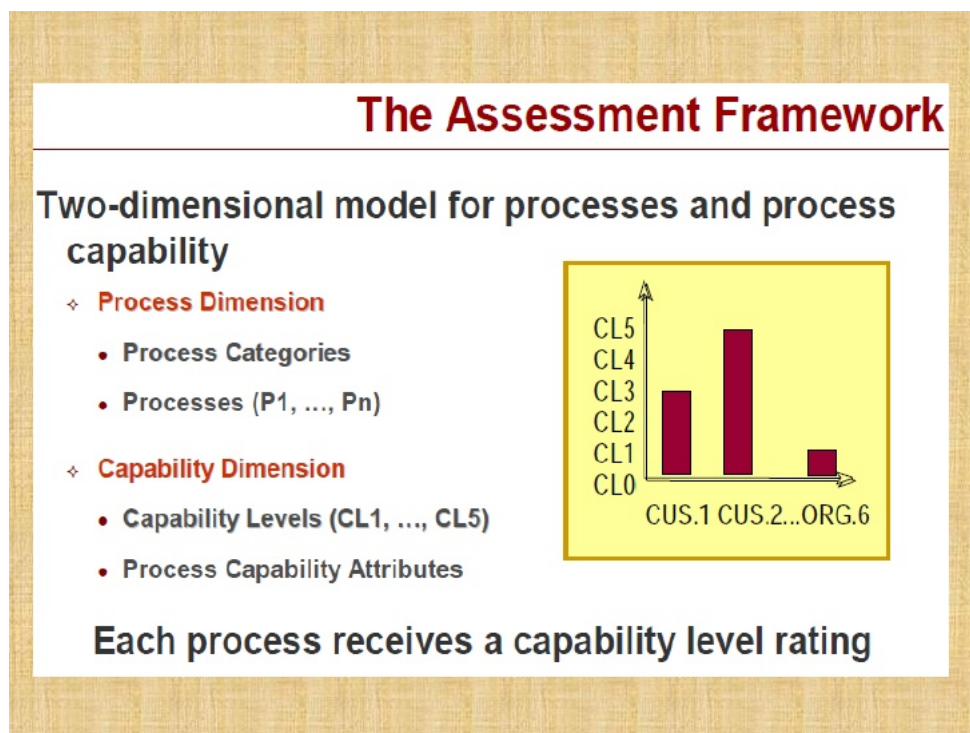 The Assessment Framework
Two-dimensional model for processes and process
capability
Process Dimension
Process Categories
Processes (P1, ..., Pn)
Capability Dimension
Capability Levels (CL1, ..., CL5)
Process Capability Attributes
CL5
CL4
CL3
CL2
CL1
CL0
CUS.1 CUS.2...ORG.6
Each process receives a capability level rating